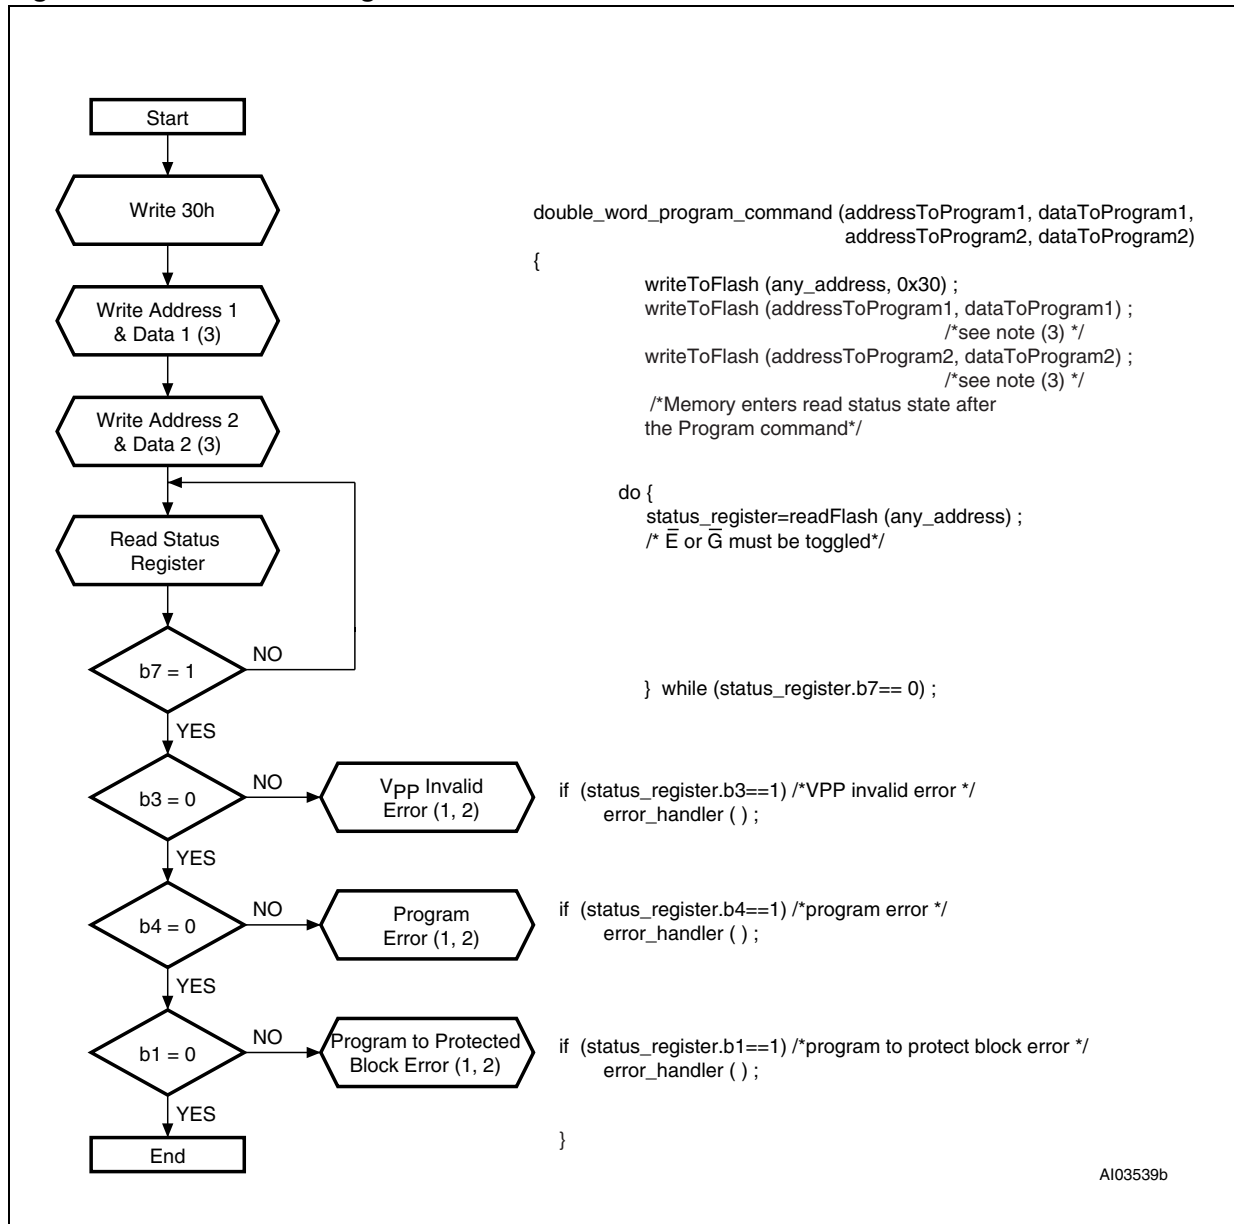 Start
Write 30h
Write Address 1
& Data 1 (3)
Write Address 2
& Data 2 (3)
Read Status
Register
b7 = 1
NO
YES
b3 = 0
NO
VPP Invalid
Error (1, 2)
YES
b4 = 0
NO
Program
Error (1, 2)
YES
b1 = 0
NO
Program to Protected
Block Error (1, 2)
YES
End
double_word_program_command (addressToProgram1, dataToProgram1,
addressToProgram2, dataToProgram2)
{
writeToFlash (any_address, 0x30) ;
writeToFlash (addressToProgram1, dataToProgram1) ;
/*see note (3) */
writeToFlash (addressToProgram2, dataToProgram2) ;
/*see note (3) */
/*Memory enters read status state after
the Program command*/
do {
status_register=readFlash (any_address) ;
/* E̅ or G̅ must be toggled*/
} while (status_register.b7== 0) ;
if (status_register.b3==1) /*VPP invalid error */
error_handler ( ) ;
if (status_register.b4==1) /*program error */
error_handler ( ) ;
if (status_register.b1==1) /*program to protect block error */
error_handler ( ) ;
}
AI03539b